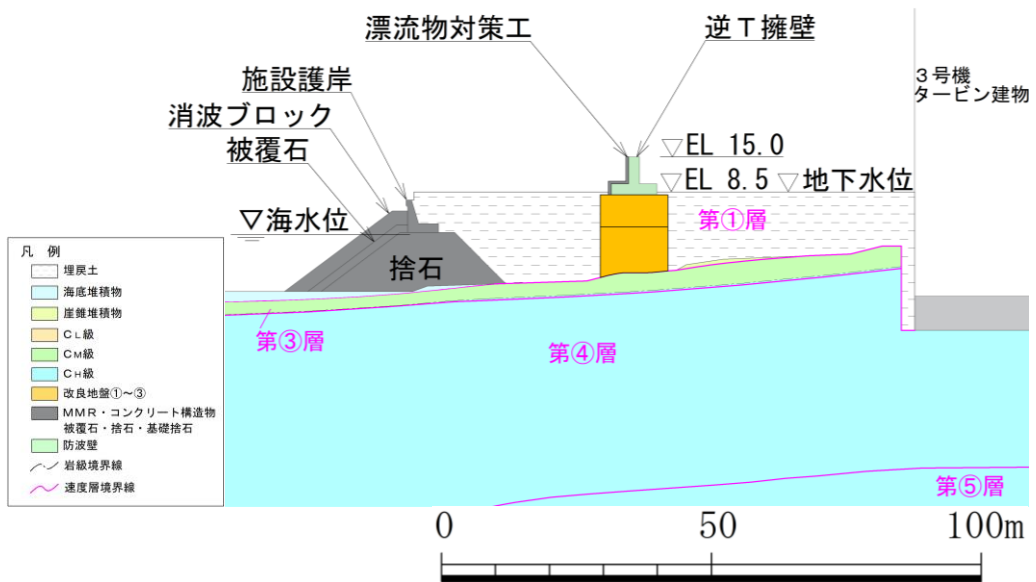 漂流物対策工
逆Ｔ擁壁
施設護岸
消波ブロック
被覆石
３号機
タービン建物
▽EL 15.0
▽EL 8.5
▽地下水位
▽海水位
第①層
捨石
第③層
第④層
第⑤層
凡 例
埋戻土
海底堆積物
崖錐堆積物
ＣL級
ＣM級
ＣH級
改良地盤①～③
ＭＭＲ・コンクリート構造物
被覆石・捨石・基礎捨石
防波壁
岩級境界線
速度層境界線
0
50
100m